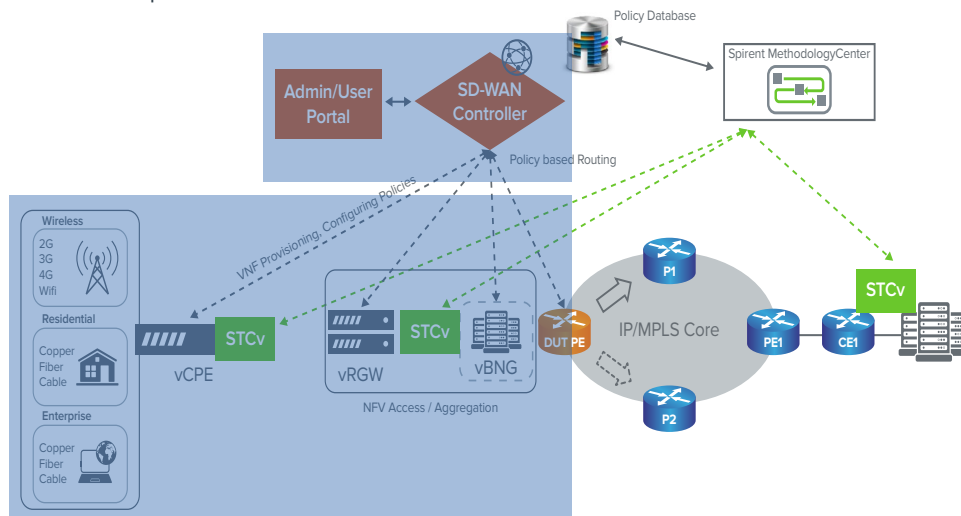 Policy Database
Spirent MethodologyCenter
Admin/User
Portal
SD-WAN
Controller
Policy based Routing
VNF Provisioning, Configuring Policies
Wireless
2G
3G
4G
Wifi
Residential
Copper
Fiber
Cable
Enterprise
Copper
Fiber
Cable
STCv
vCPE
STCv
vRGW
vBNG
NFV Access / Aggregation
DUT PE
IP/MPLS Core
P1
P2
PE1
CE1
STCv